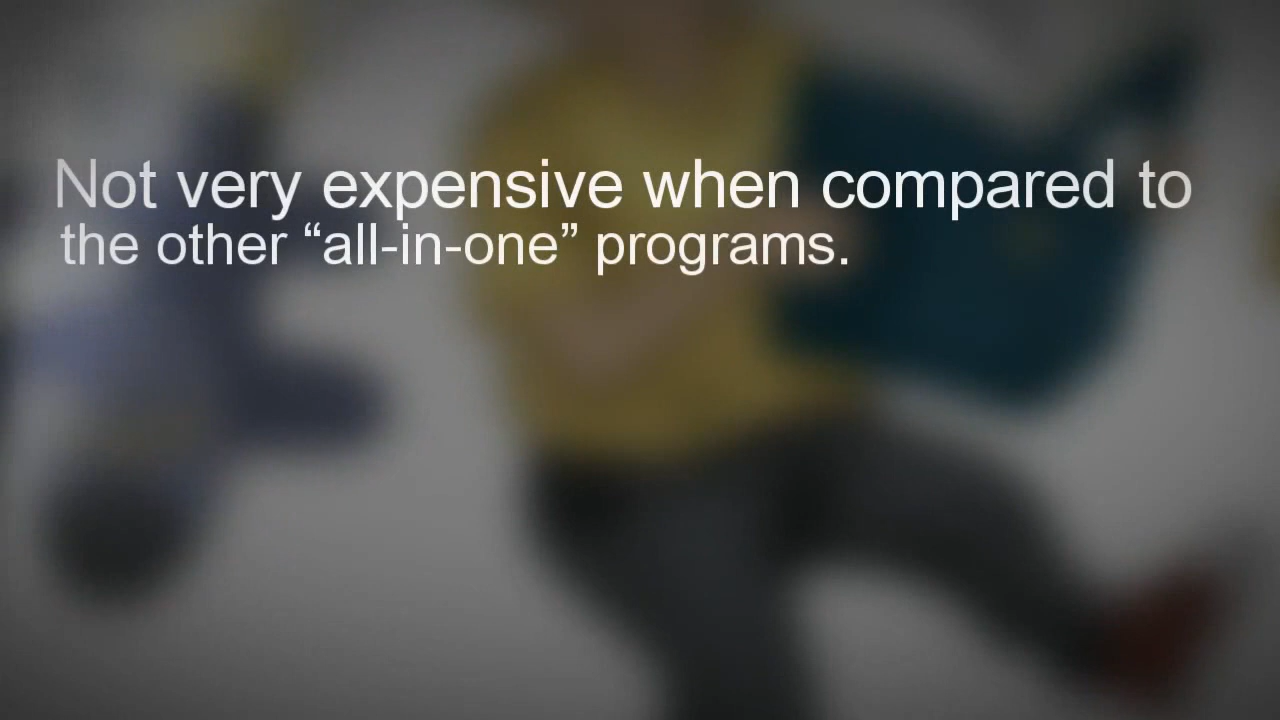 Not very expensive when compared to
the other “all-in-one” programs.